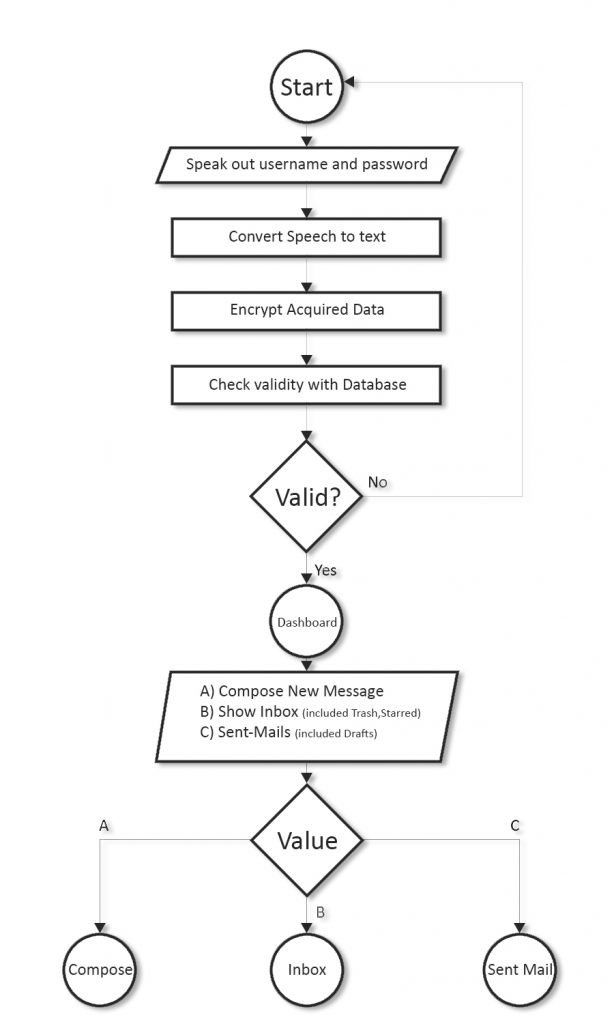 Start
Speak out username and password
Convert Speech to text
Encrypt Acquired Data
Check validity with Database
Valid?
No
Yes
Dashboard
A) Compose New Message
B) Show Inbox (included Trash,Starred)
C) Sent-Mails (included Drafts)
A
Value
C
B
Compose
Inbox
Sent Mail